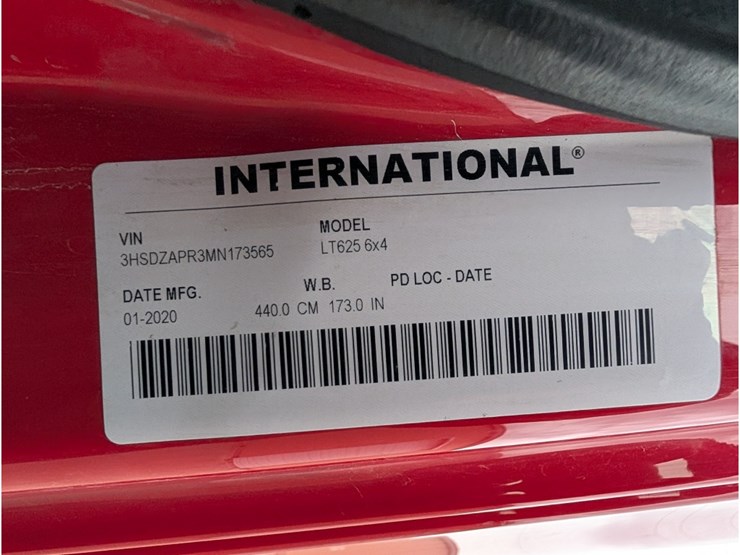 INTERNATIONAL®
VIN
3HSDZAPR3MN173565
MODEL
LT625 6x4
DATE MFG.
01-2020
W.B.
440.0 CM 173.0 IN
PD LOC - DATE